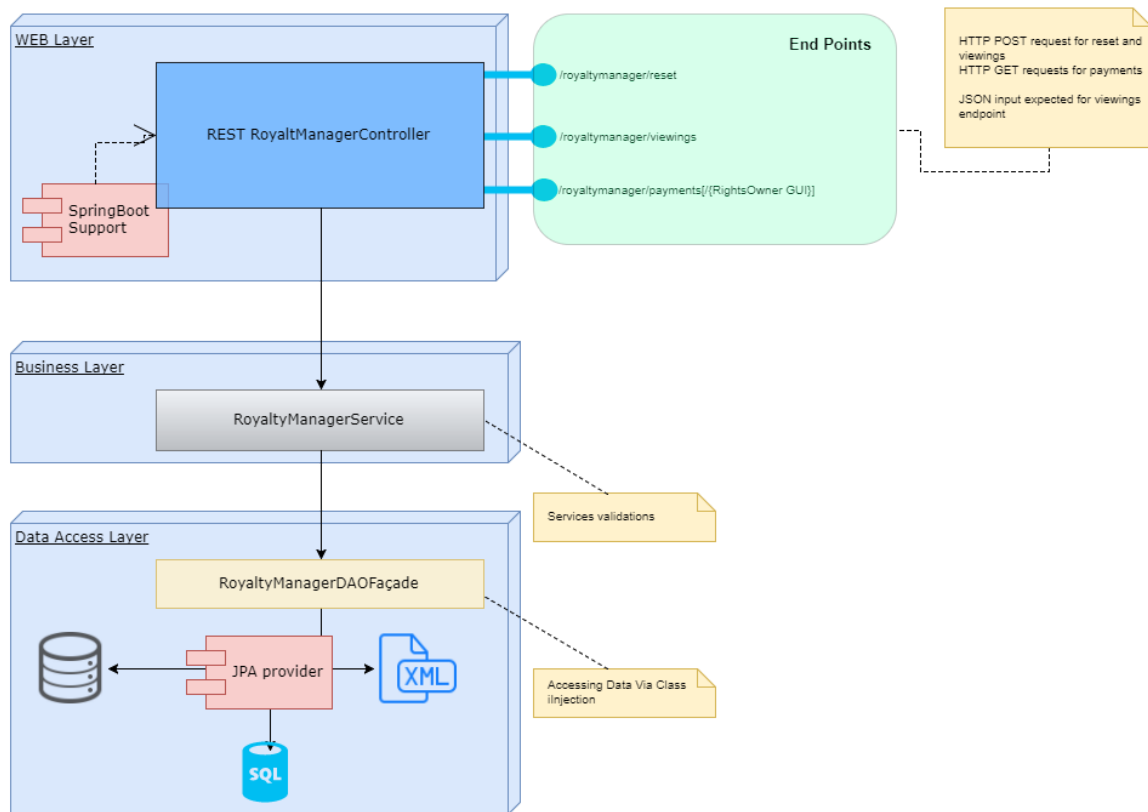 WEB Layer
REST RoyaltManagerController
SpringBoot
Support
End Points
/royaltymanager/reset
/royaltymanager/viewings
/royaltymanager/payments[/{RightsOwner GUI}]
HTTP POST request for reset and
viewings
HTTP GET requests for payments
JSON input expected for viewings
endpoint
Business Layer
RoyaltyManagerService
Services validations
Data Access Layer
RoyaltyManagerDAOFaçade
JPA provider
XML
SQL
Accessing Data Via Class
iInjection